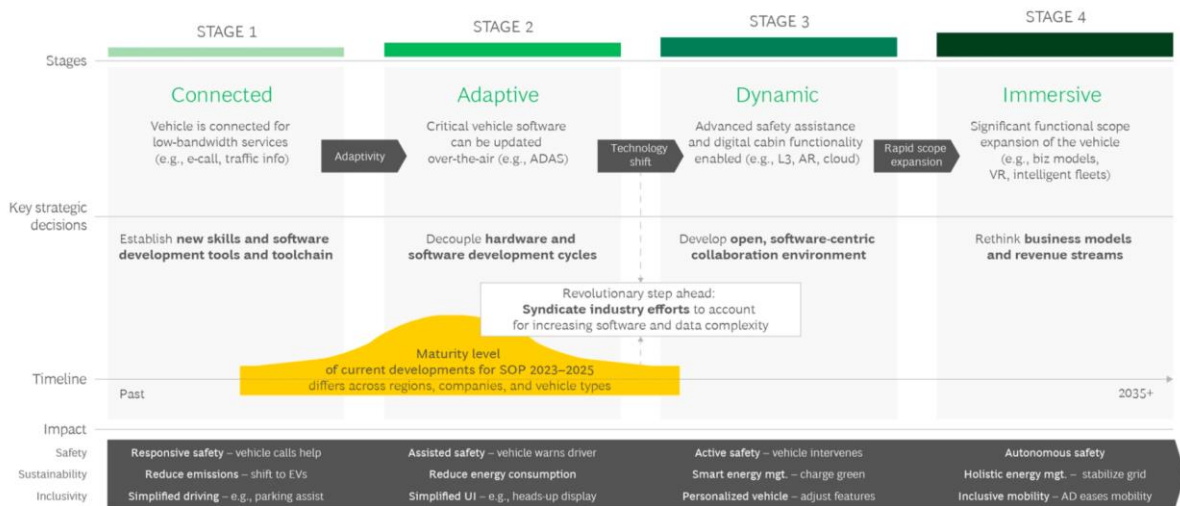 STAGE 1
STAGE 2
STAGE 3
STAGE 4
Stages
Connected
Vehicle is connected for
low-bandwidth services
(e.g., e-call, traffic info)
Adaptivity
Adaptive
Critical vehicle software
can be updated
over-the-air (e.g., ADAS)
Technology
shift
Dynamic
Advanced safety assistance
and digital cabin functionality
enabled (e.g., L3, AR, cloud)
Rapid scope
expansion
Immersive
Significant functional scope
expansion of the vehicle
(e.g., biz models,
VR, intelligent fleets)
Key strategic
decisions
Establish new skills and software
development tools and toolchain
Decouple hardware and
software development cycles
Develop open, software-centric
collaboration environment
Rethink business models
and revenue streams
Revolutionary step ahead:
Syndicate industry efforts to account
for increasing software and data complexity
Maturity level
of current developments for SOP 2023–2025
differs across regions, companies, and vehicle types
Timeline
Past
2035+
Impact
Safety
Responsive safety – vehicle calls help
Assisted safety – vehicle warns driver
Active safety – vehicle intervenes
Autonomous safety
Sustainability
Reduce emissions – shift to EVs
Reduce energy consumption
Smart energy mgt. – charge green
Holistic energy mgt. – stabilize grid
Inclusivity
Simplified driving – e.g., parking assist
Simplified UI – e.g., heads-up display
Personalized vehicle – adjust features
Inclusive mobility – AD eases mobility